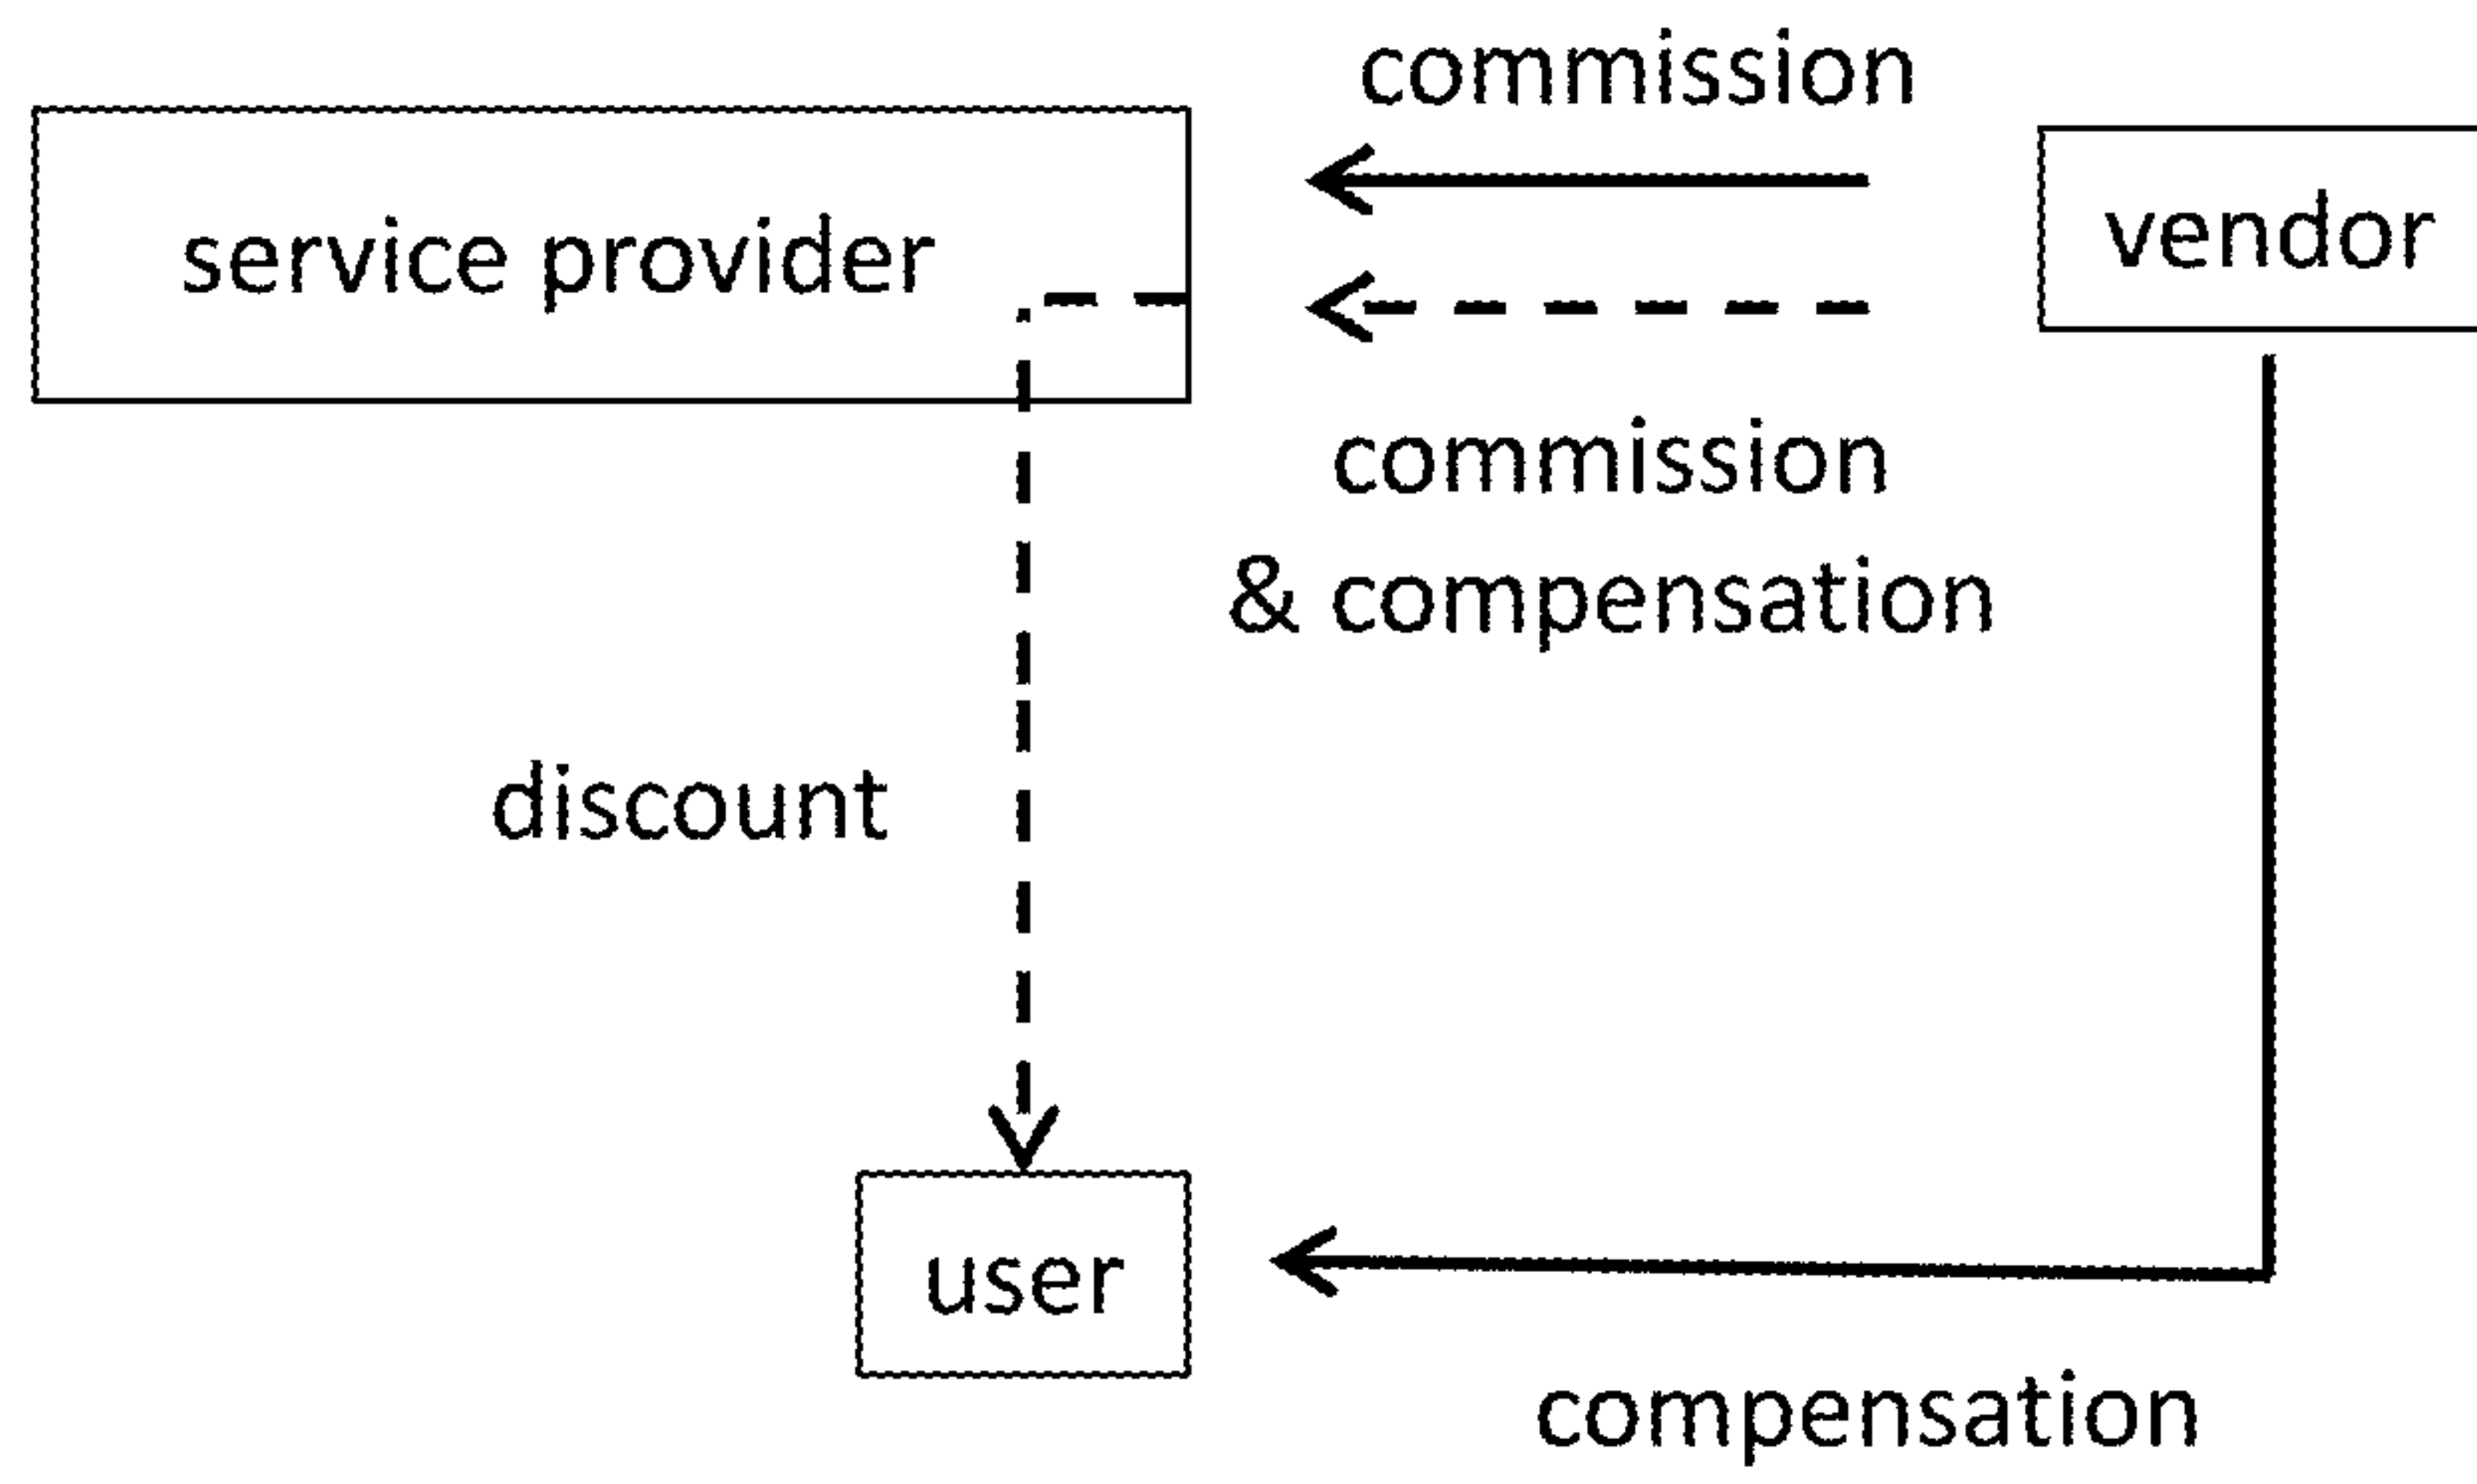 commission
service provider
vendor
commission
& compensation
discount
user
compensation